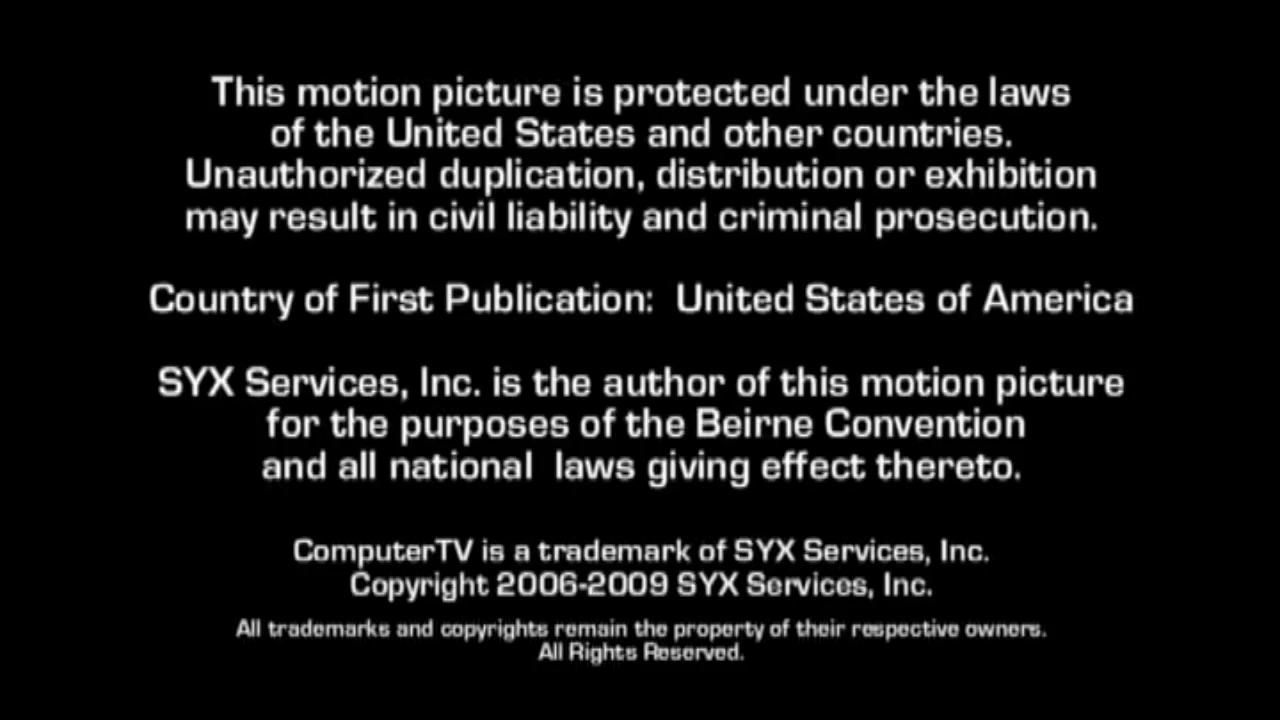 This motion picture is protected under the laws
of the United States and other countries.
Unauthorized duplication, distribution or exhibition
may result in civil liability and criminal prosecution.
Country of First Publication:  United States of America
SYX Services, Inc. is the author of this motion picture
for the purposes of the Beirne Convention
and all national  laws giving effect thereto.
ComputerTV is a trademark of SYX Services, Inc.
Copyright 2006-2009 SYX Services, Inc.
All trademarks and copyrights remain the property of their respective owners.
All Rights Reserved.